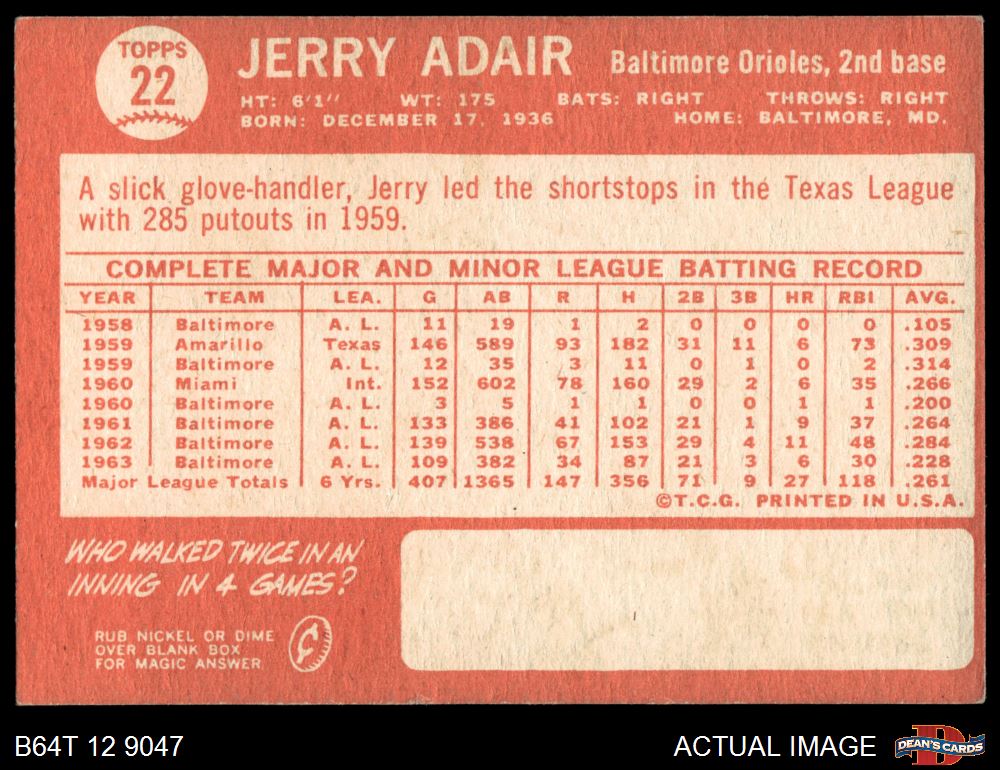 TOPPS
22
JERRY ADAIR Baltimore Orioles, 2nd base
HT: 6'1" WT: 175 BATS: RIGHT THROWS: RIGHT
BORN: DECEMBER 17, 1936 HOME: BALTIMORE, MD.
A slick glove-handler, Jerry led the shortstops in the Texas League
with 285 putouts in 1959.
COMPLETE MAJOR AND MINOR LEAGUE BATTING RECORD
YEAR TEAM LEA. G AB R H 2B 3B HR RBI AVG.
1958 Baltimore A. L. 11 19 1 2 0 0 0 0 .105
1959 Amarillo Texas 146 589 93 182 31 11 6 73 .309
1959 Baltimore A. L. 12 35 3 11 0 1 0 2 .314
1960 Miami Int. 152 602 78 160 29 2 6 35 .266
1960 Baltimore A. L. 3 5 1 1 0 0 1 1 .200
1961 Baltimore A. L. 133 386 41 102 21 1 9 37 .264
1962 Baltimore A. L. 139 538 67 153 29 4 11 48 .284
1963 Baltimore A. L. 109 382 34 87 21 3 6 30 .228
Major League Totals 6 Yrs. 407 1365 147 356 71 9 27 118 .261
©T.C.G. PRINTED IN U.S.A.
WHO WALKED TWICE IN AN
INNING IN 4 GAMES?
RUB NICKEL OR DIME
OVER BLANK BOX
FOR MAGIC ANSWER
B64T 12 9047 ACTUAL IMAGE DEAN'S CARDS